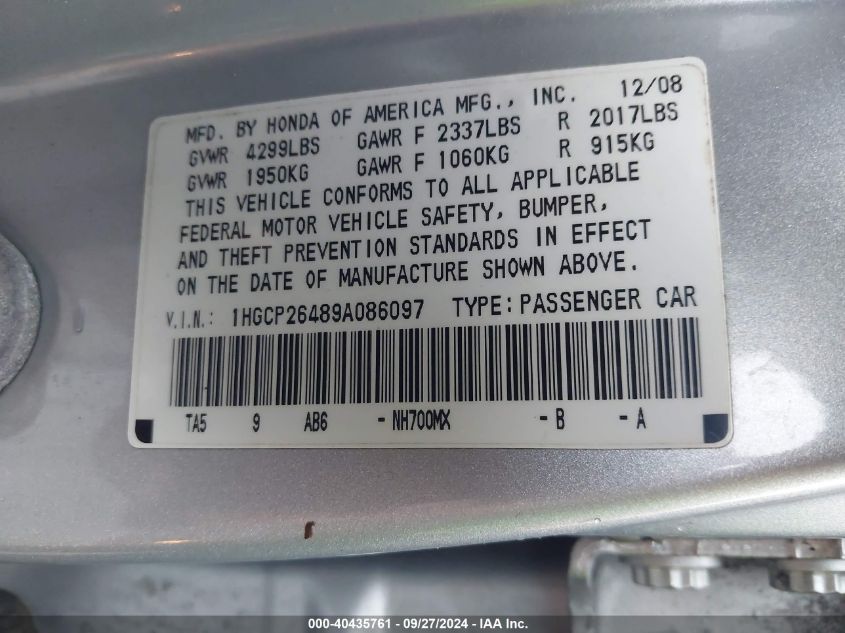 MFD. BY HONDA OF AMERICA MFG., INC. 12/08
GVWR 4299LBS GAWR F 2337LBS R 2017LBS
GVWR 1950KG GAWR F 1060KG R 915KG
THIS VEHICLE CONFORMS TO ALL APPLICABLE
FEDERAL MOTOR VEHICLE SAFETY, BUMPER,
AND THEFT PREVENTION STANDARDS IN EFFECT
ON THE DATE OF MANUFACTURE SHOWN ABOVE.
V.I.N.: 1HGCP26489A086097 TYPE: PASSENGER CAR
TA5 9 AB6 - NH700MX - B - A
000-40435761 - 09/27/2024 - IAA Inc.